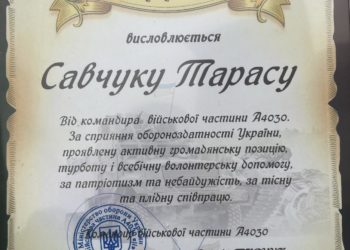 висловлюється
Савчуку Тарасу
Від командира військової частини А4030.
За сприяння обороноздатності України,
проявлену активну громадянську позицію,
турботу і всебічну волонтерську допомогу,
за патріотизм та небайдужість, за тісну
та плідну співпрацю.
Командир військової частини А4030